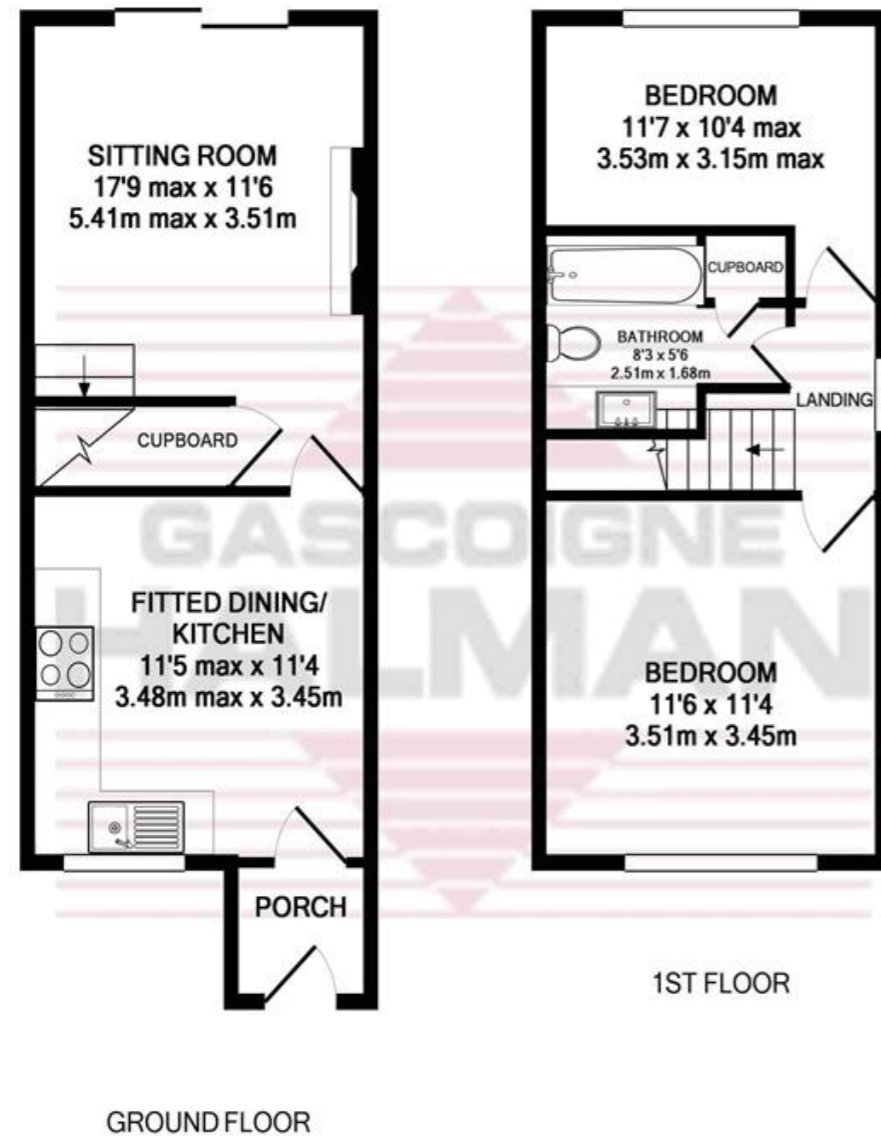 SITTING ROOM
17'9 max x 11'6
5.41m max x 3.51m
CUPBOARD
FITTED DINING/
KITCHEN
11'5 max x 11'4
3.48m max x 3.45m
PORCH
GROUND FLOOR
BEDROOM
11'7 x 10'4 max
3.53m x 3.15m max
CUPBOARD
BATHROOM
8'3 x 5'6
2.51m x 1.68m
LANDING
BEDROOM
11'6 x 11'4
3.51m x 3.45m
1ST FLOOR
GASCOIGNE
HALMAN